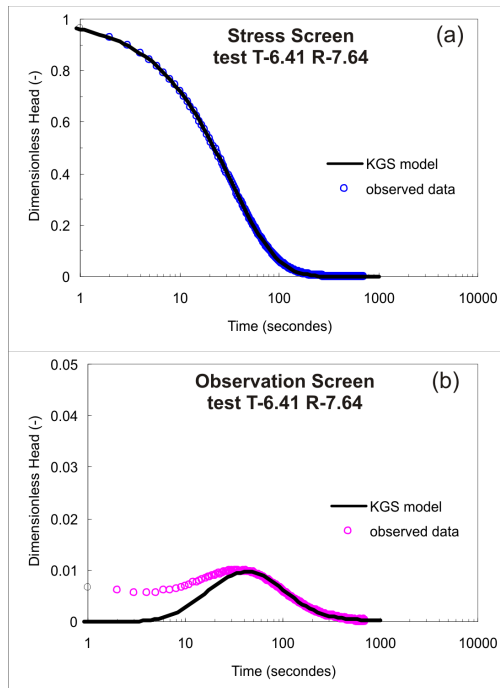 Stress Screen
test T-6.41 R-7.64
(a)
Dimensionless Head (-)
1
0.8
0.6
0.4
0.2
0
KGS model
observed data
1 10 100 1000 10000
Time (secondes)
Observation Screen
test T-6.41 R-7.64
(b)
Dimensionless Head (-)
0.05
0.04
0.03
0.02
0.01
0
KGS model
observed data
1 10 100 1000 10000
Time (secondes)